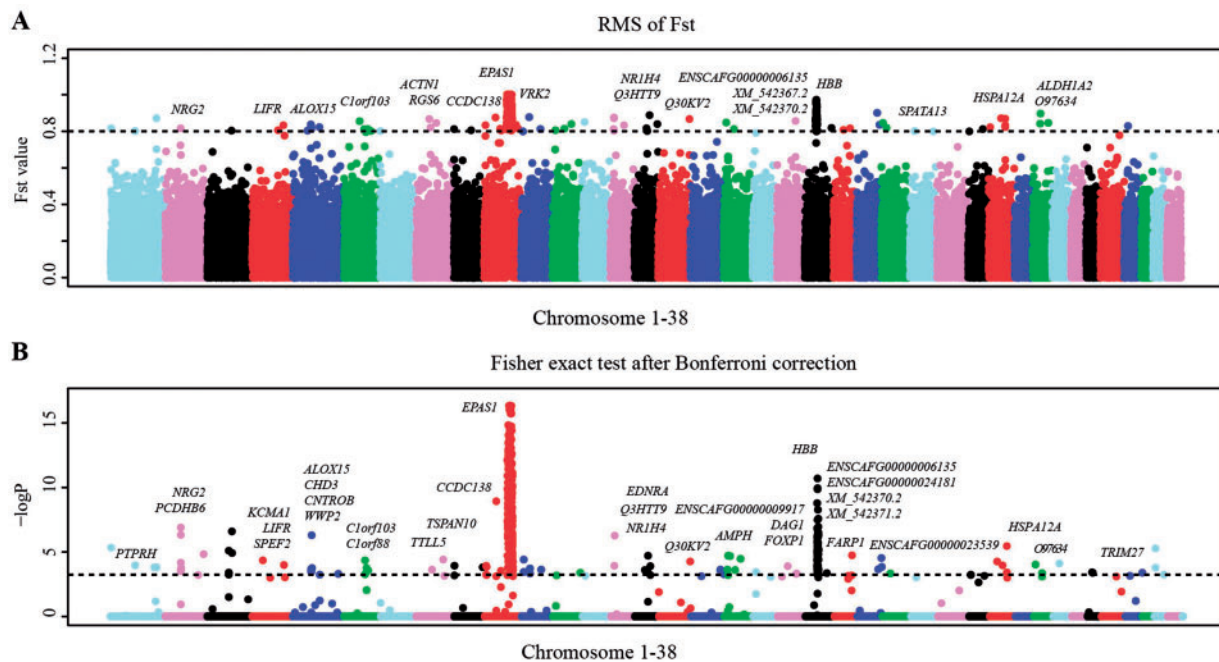 A
RMS of Fst
Fst value
1.2
0.8
0.4
0.0
NRG2
LIFR
ALOX15
C1orf103
ACTN1
RGS6
CCDC138
EPAS1
VRK2
NR1H4
Q3HTT9
Q30KV2
ENSCAFG00000006135
XM_542367.2
XM_542370.2
HBB
SPATA13
HSPA12A
ALDH1A2
O97634
Chromosome 1-38
B
Fisher exact test after Bonferroni correction
−logP
15
10
5
0
PTPRH
NRG2
PCDHB6
KCMA1
LIFR
SPEF2
ALOX15
CHD3
CNTROB
WWP2
C1orf103
C1orf88
TSPAN10
TTLL5
CCDC138
EPAS1
EDNRA
Q3HTT9
NR1H4
Q30KV2
ENSCAFG00000009917
AMPH
DAG1
FOXP1
HBB
ENSCAFG00000006135
ENSCAFG00000024181
XM_542370.2
XM_542371.2
FARP1
ENSCAFG00000023539
HSPA12A
O97634
TRIM27
Chromosome 1-38